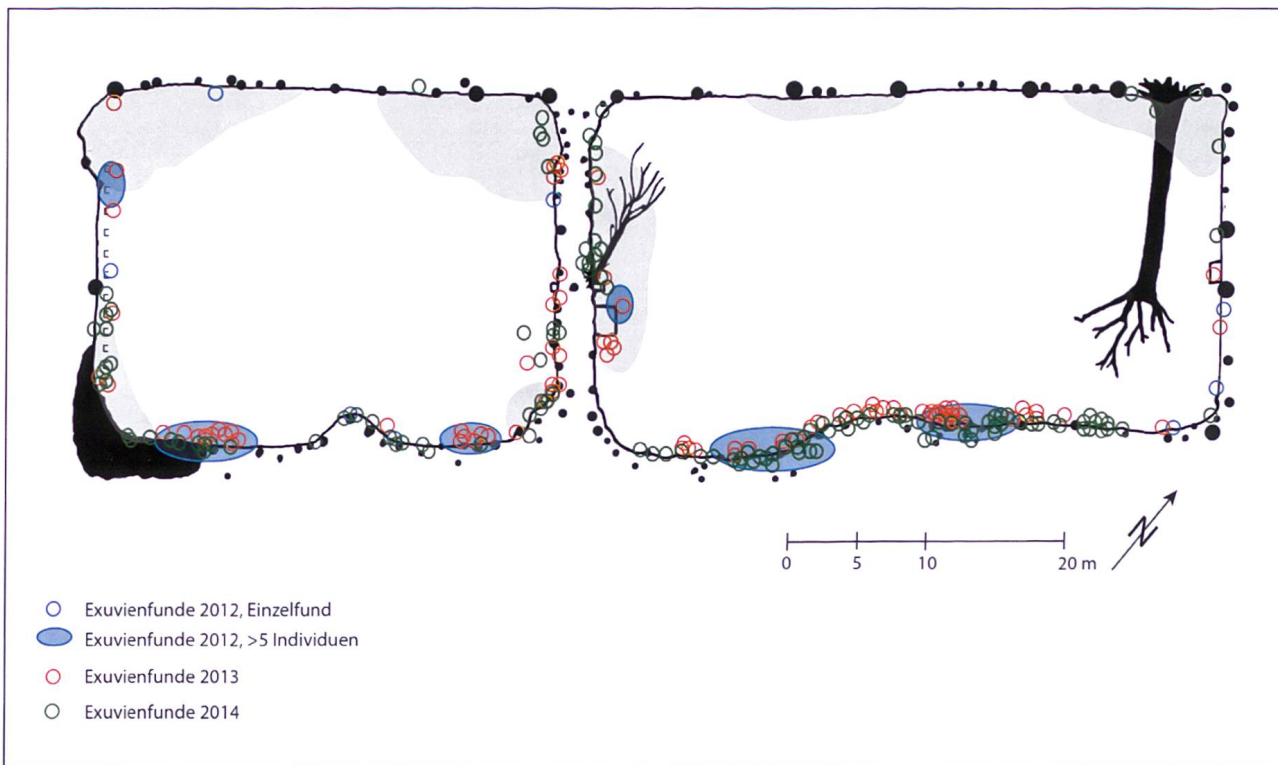 N
0 5 10 20 m
Exuvienfunde 2012, Einzelfund
Exuvienfunde 2012, >5 Individuen
Exuvienfunde 2013
Exuvienfunde 2014